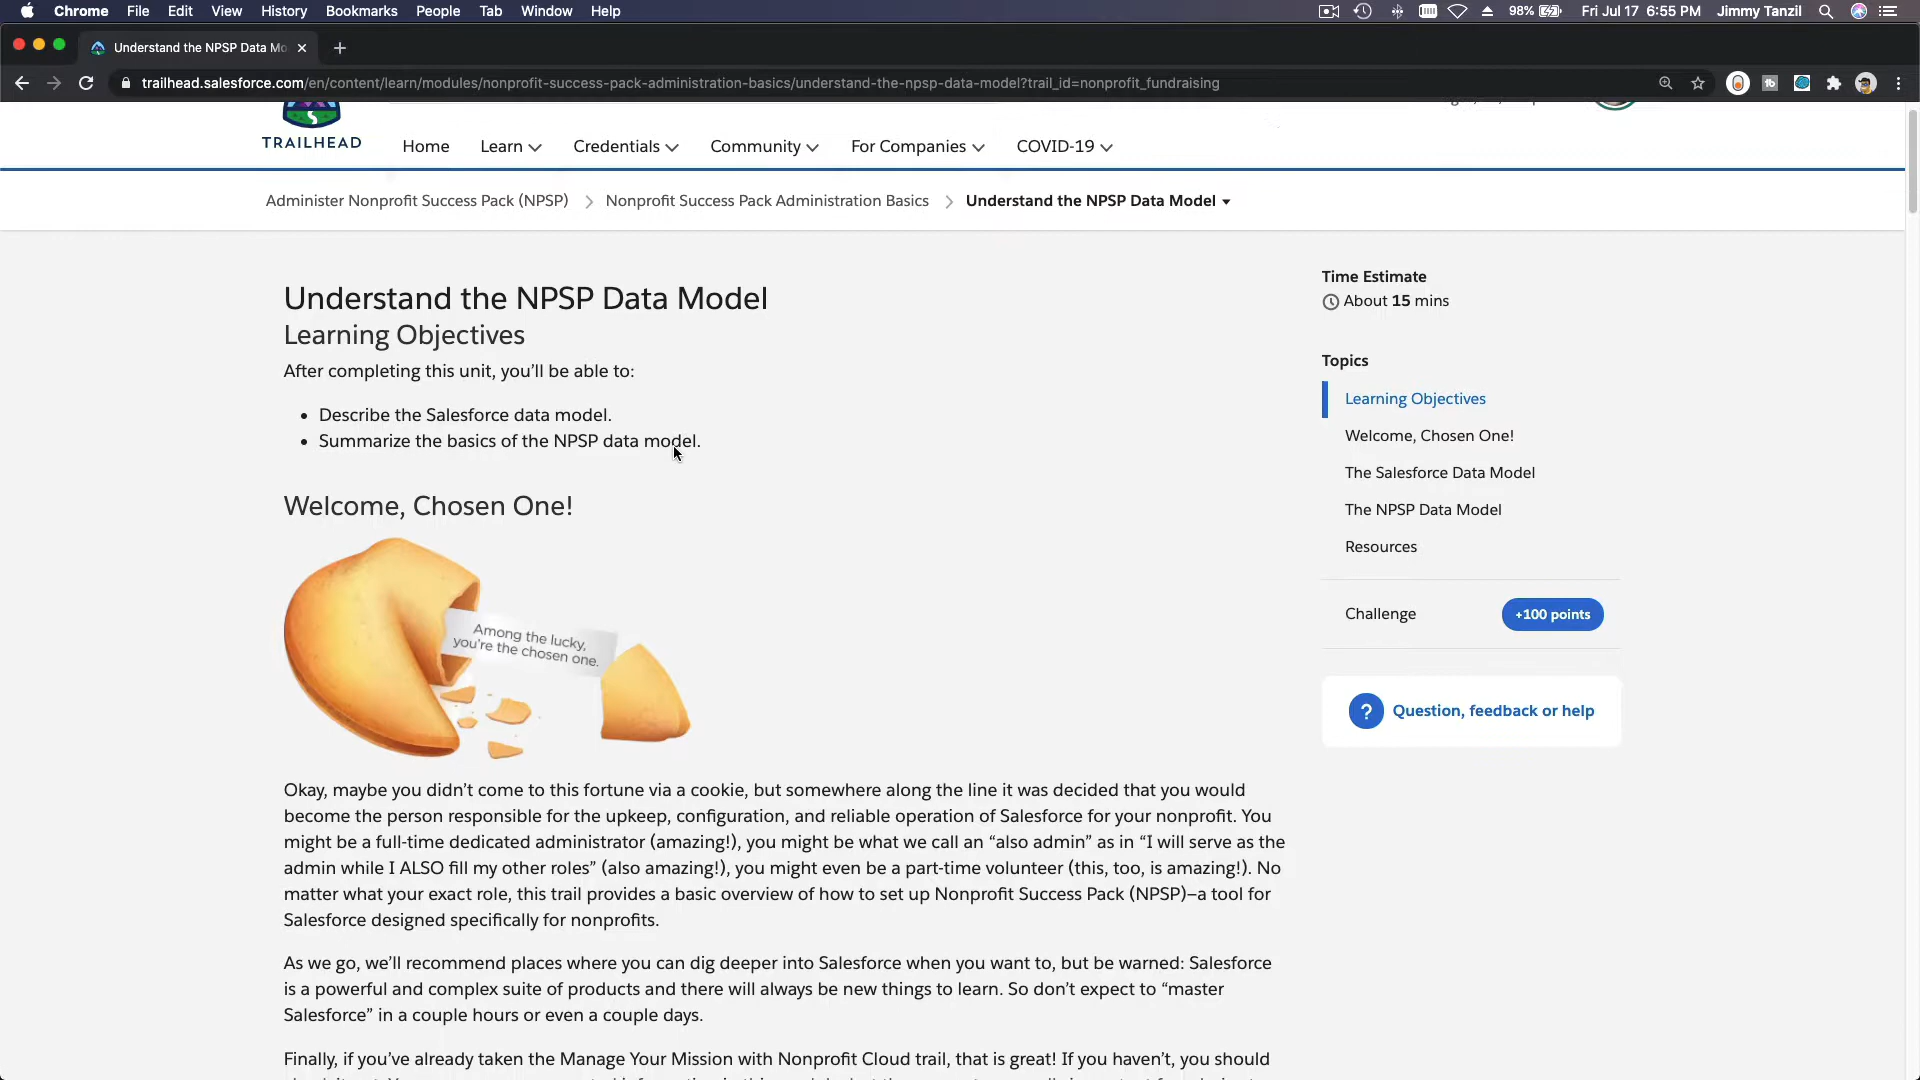 Chrome File Edit View History Bookmarks People Tab Window Help 98% Fri Jul 17 6:55 PM Jimmy Tanzil
Understand the NPSP Data Mo
trailhead.salesforce.com/en/content/learn/modules/nonprofit-success-pack-administration-basics/understand-the-npsp-data-model?trail_id=nonprofit_fundraising
TRAILHEAD
Home Learn Credentials Community For Companies COVID-19
Administer Nonprofit Success Pack (NPSP) Nonprofit Success Pack Administration Basics Understand the NPSP Data Model
Understand the NPSP Data Model
Learning Objectives
After completing this unit, you’ll be able to:
• Describe the Salesforce data model.
• Summarize the basics of the NPSP data model.
Welcome, Chosen One!
Among the lucky,
you're the chosen one.
Okay, maybe you didn’t come to this fortune via a cookie, but somewhere along the line it was decided that you would
become the person responsible for the upkeep, configuration, and reliable operation of Salesforce for your nonprofit. You
might be a full-time dedicated administrator (amazing!), you might be what we call an “also admin” as in “I will serve as the
admin while I ALSO fill my other roles” (also amazing!), you might even be a part-time volunteer (this, too, is amazing!). No
matter what your exact role, this trail provides a basic overview of how to set up Nonprofit Success Pack (NPSP)—a tool for
Salesforce designed specifically for nonprofits.
As we go, we’ll recommend places where you can dig deeper into Salesforce when you want to, but be warned: Salesforce
is a powerful and complex suite of products and there will always be new things to learn. So don’t expect to “master
Salesforce” in a couple hours or even a couple days.
Finally, if you’ve already taken the Manage Your Mission with Nonprofit Cloud trail, that is great! If you haven’t, you should
Time Estimate
About 15 mins
Topics
Learning Objectives
Welcome, Chosen One!
The Salesforce Data Model
The NPSP Data Model
Resources
Challenge +100 points
? Question, feedback or help